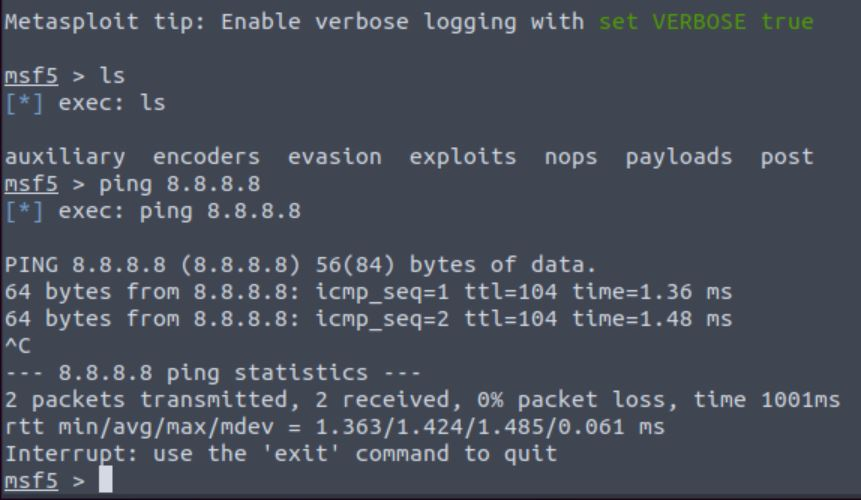 Metasploit tip: Enable verbose logging with set VERBOSE true
msf5 > ls
[*] exec: ls
auxiliary  encoders  evasion  exploits  nops  payloads  post
msf5 > ping 8.8.8.8
[*] exec: ping 8.8.8.8
PING 8.8.8.8 (8.8.8.8) 56(84) bytes of data.
64 bytes from 8.8.8.8: icmp_seq=1 ttl=104 time=1.36 ms
64 bytes from 8.8.8.8: icmp_seq=2 ttl=104 time=1.48 ms
^C
--- 8.8.8.8 ping statistics ---
2 packets transmitted, 2 received, 0% packet loss, time 1001ms
rtt min/avg/max/mdev = 1.363/1.424/1.485/0.061 ms
Interrupt: use the 'exit' command to quit
msf5 >